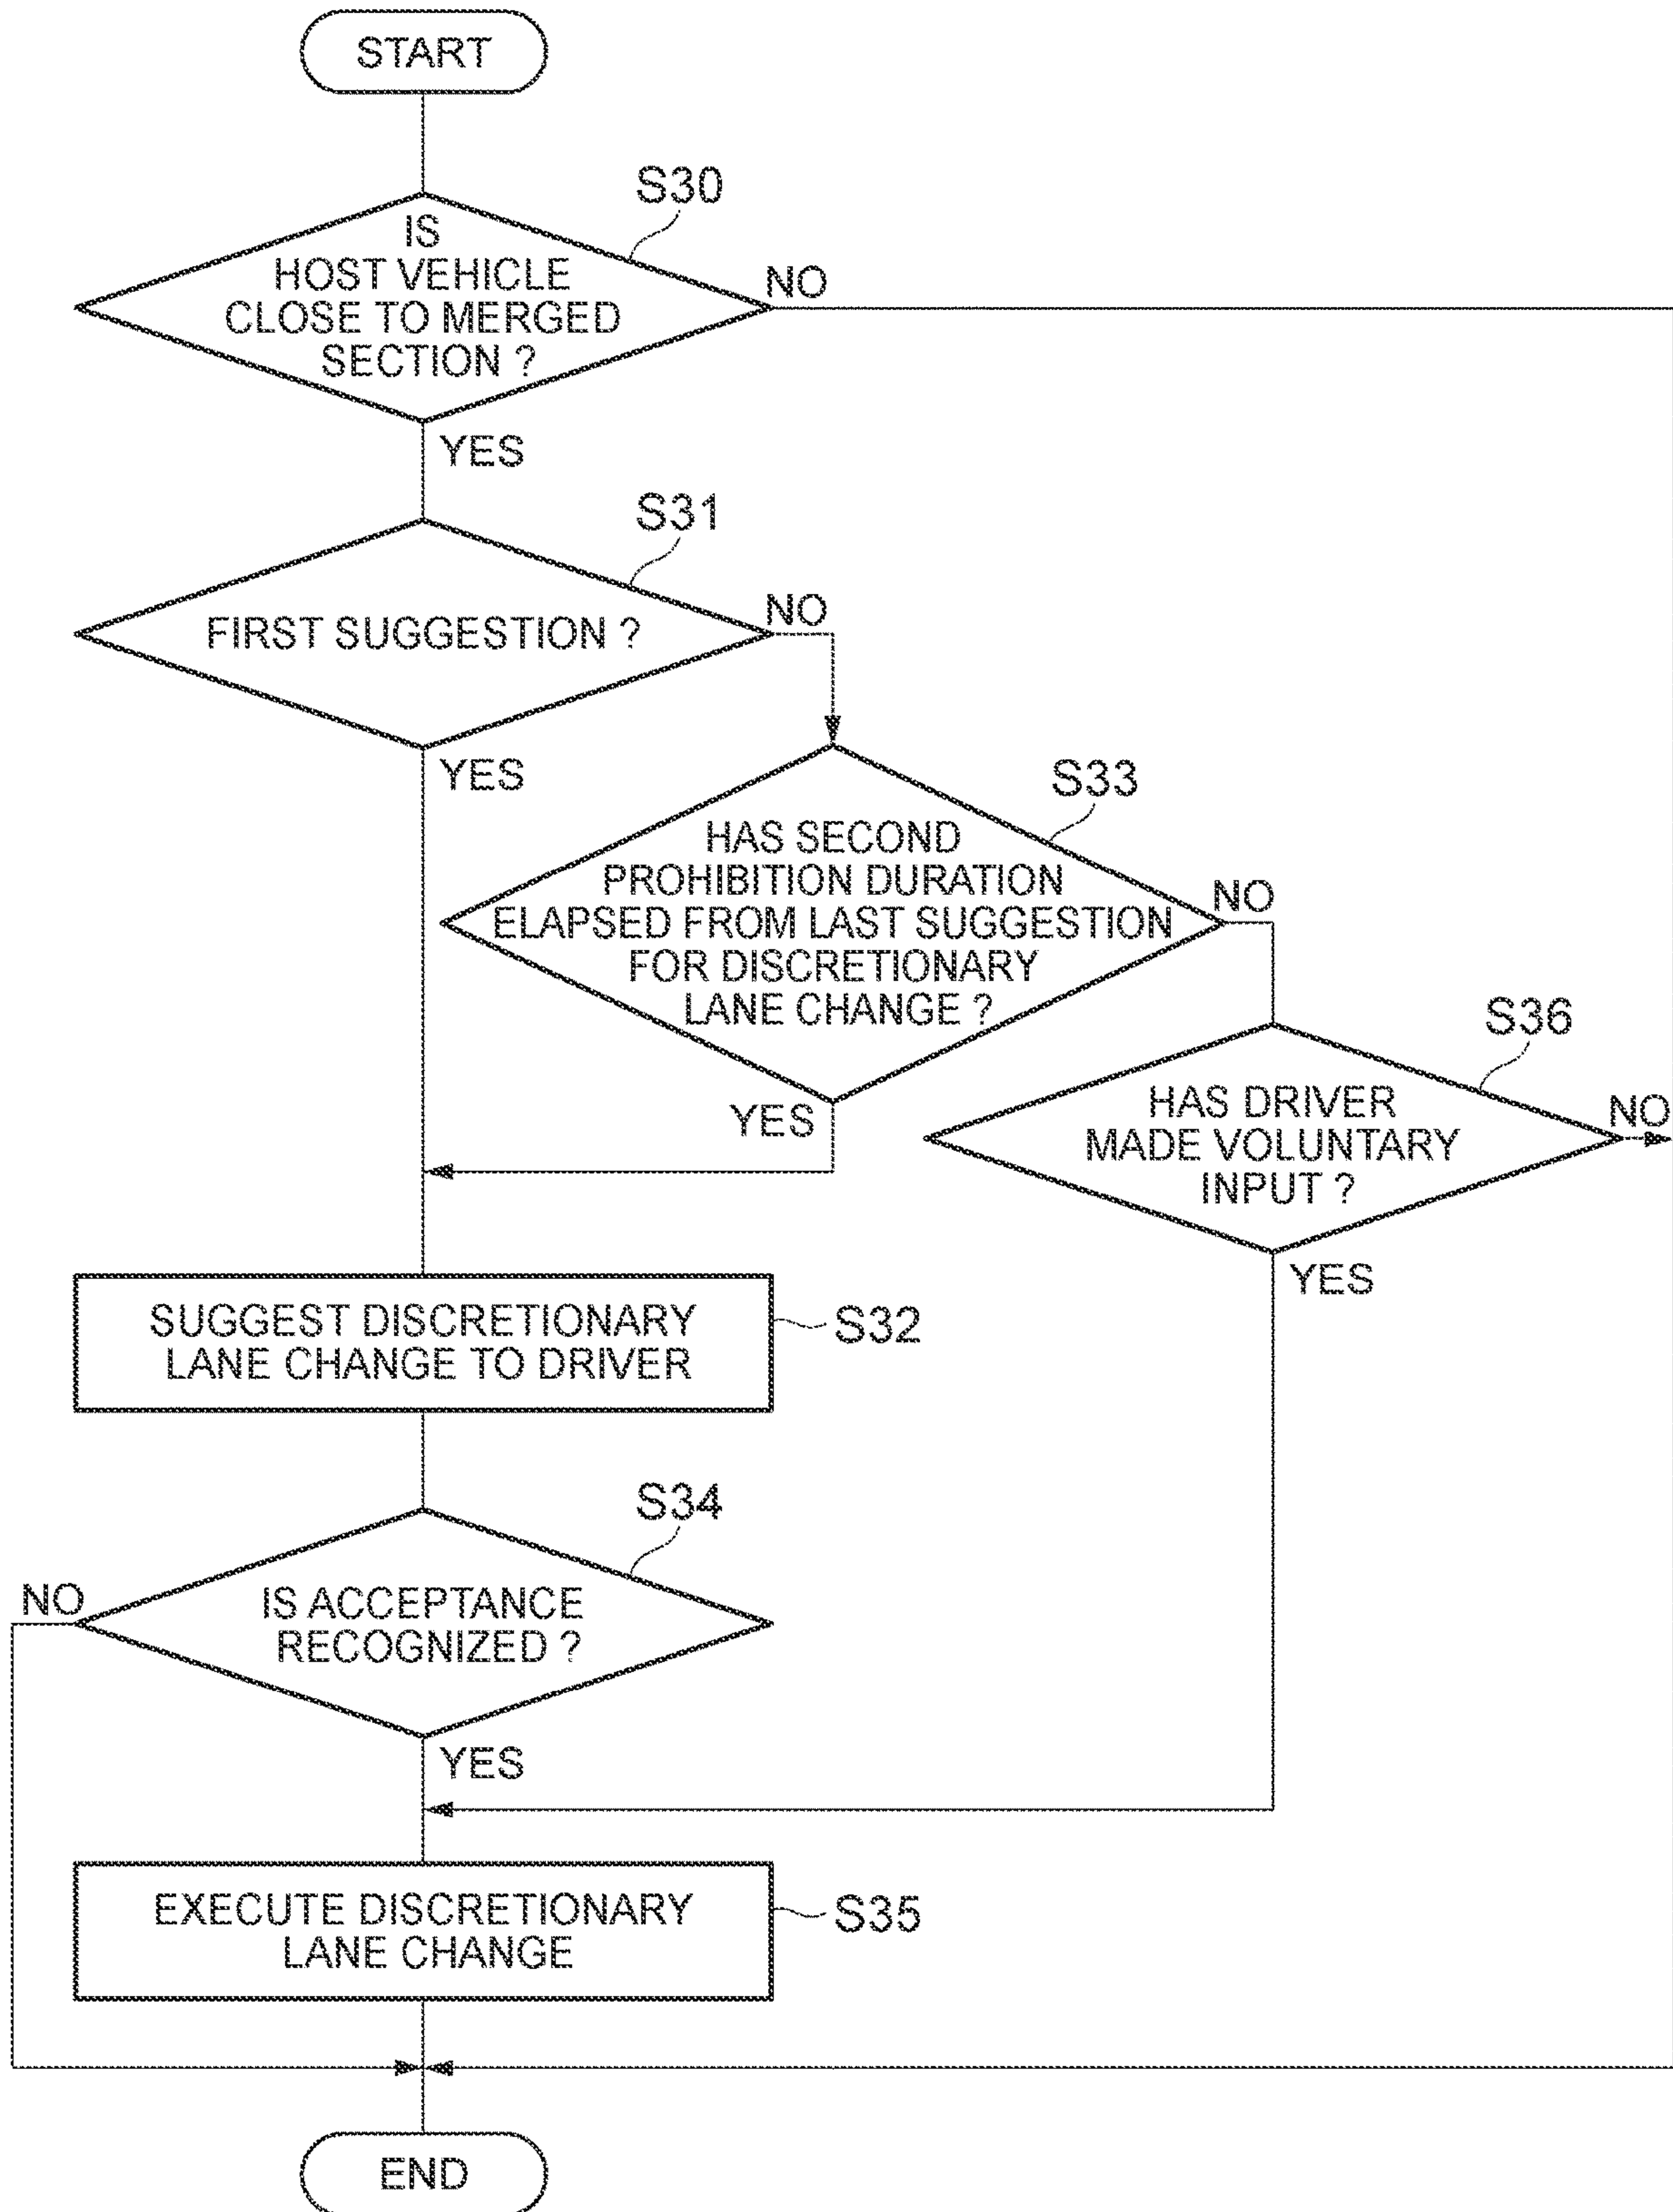 START
S30
IS
HOST VEHICLE
CLOSE TO MERGED
SECTION ?
NO
YES
S31
FIRST SUGGESTION ?
NO
YES
S33
HAS SECOND
PROHIBITION DURATION
ELAPSED FROM LAST SUGGESTION
FOR DISCRETIONARY
LANE CHANGE ?
NO
YES
S36
HAS DRIVER
MADE VOLUNTARY
INPUT ?
NO
YES
SUGGEST DISCRETIONARY
LANE CHANGE TO DRIVER
S32
S34
IS ACCEPTANCE
RECOGNIZED ?
NO
YES
EXECUTE DISCRETIONARY
LANE CHANGE
S35
END